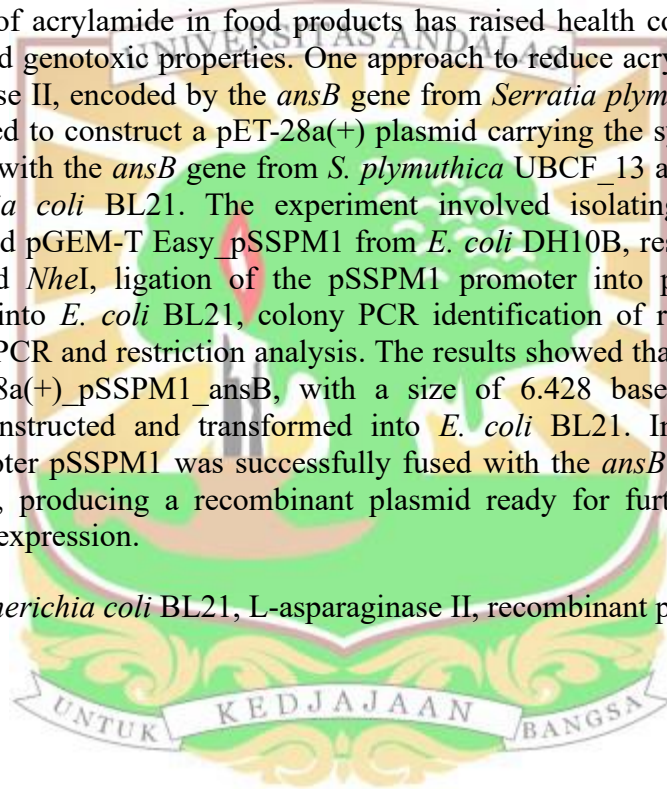 of acrylamide in food products has raised health co
UNIVERSITAS ANDALAS
d genotoxic properties. One approach to reduce acry
se II, encoded by the ansB gene from Serratia plym
ed to construct a pET-28a(+) plasmid carrying the s
with the ansB gene from S. plymuthica UBCF_13 a
ia coli BL21. The experiment involved isolating
d pGEM-T Easy_pSSPM1 from E. coli DH10B, res
d NheI, ligation of the pSSPM1 promoter into p
into E. coli BL21, colony PCR identification of r
PCR and restriction analysis. The results showed tha
8a(+)_pSSPM1_ansB, with a size of 6.428 base
onstructed and transformed into E. coli BL21. In
oter pSSPM1 was successfully fused with the ansB
, producing a recombinant plasmid ready for furt
expression.
herichia coli BL21, L-asparaginase II, recombinant p
UNTUK KEDJAJAAN BANGSA